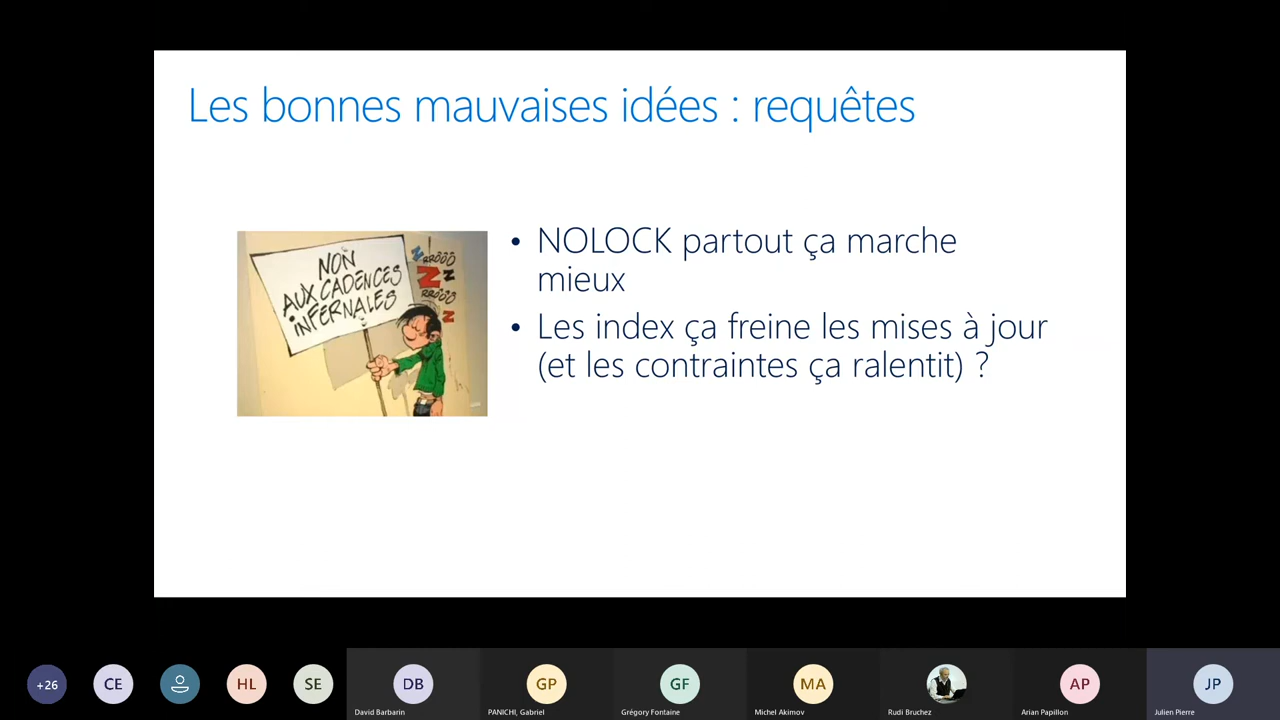 Les bonnes mauvaises idées : requêtes
• NOLOCK partout ça marche
mieux
• Les index ça freine les mises à jour
(et les contraintes ça ralentit) ?
NON
AUX CADENCES
INFERNALES
RRÔÔÔ
RRÔÔÔ
+26
CE
HL
SE
DB
GP
GF
MA
AP
JP
David Barbarin
PANICHI, Gabriel
Grégory Fontaine
Michel Akimov
Rudi Bruchez
Arian Papillon
Julien Pierre